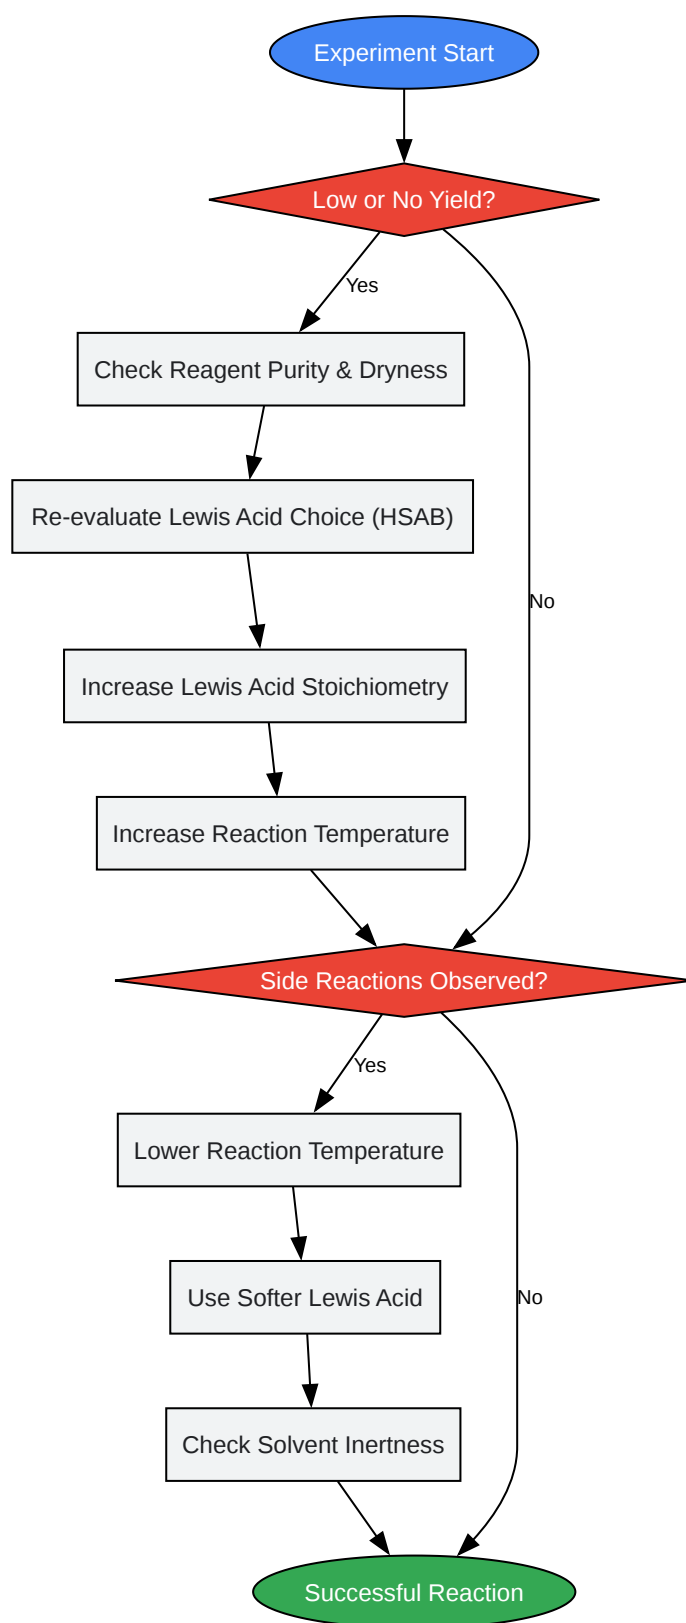 Experiment Start
Low or No Yield?
Yes
Check Reagent Purity & Dryness
Re-evaluate Lewis Acid Choice (HSAB)
No
Increase Lewis Acid Stoichiometry
Increase Reaction Temperature
Side Reactions Observed?
Yes
Lower Reaction Temperature
Use Softer Lewis Acid
No
Check Solvent Inertness
Successful Reaction